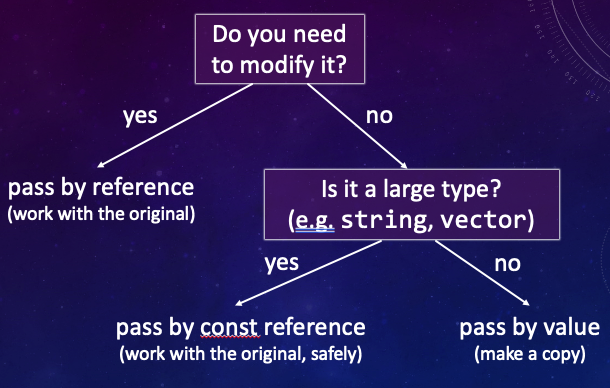 Do you need
to modify it?
yes
no
pass by reference
(work with the original)
Is it a large type?
(e.g. string, vector)
yes
no
pass by const reference
(work with the original, safely)
pass by value
(make a copy)